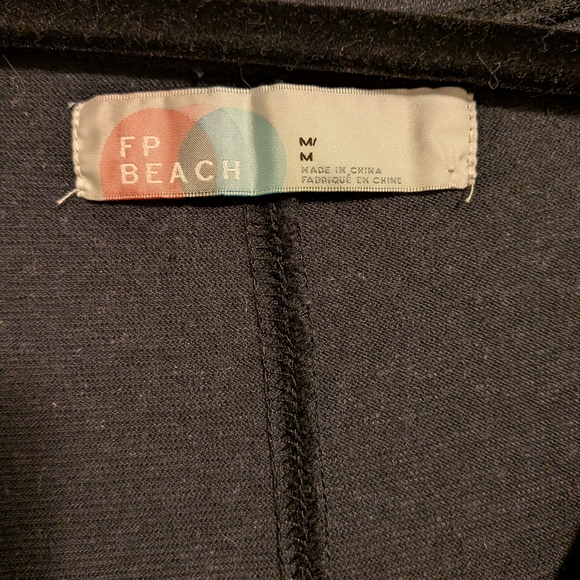 FP
BEACH
M/
M
MADE IN CHINA
FABRIQUÉ EN CHINE